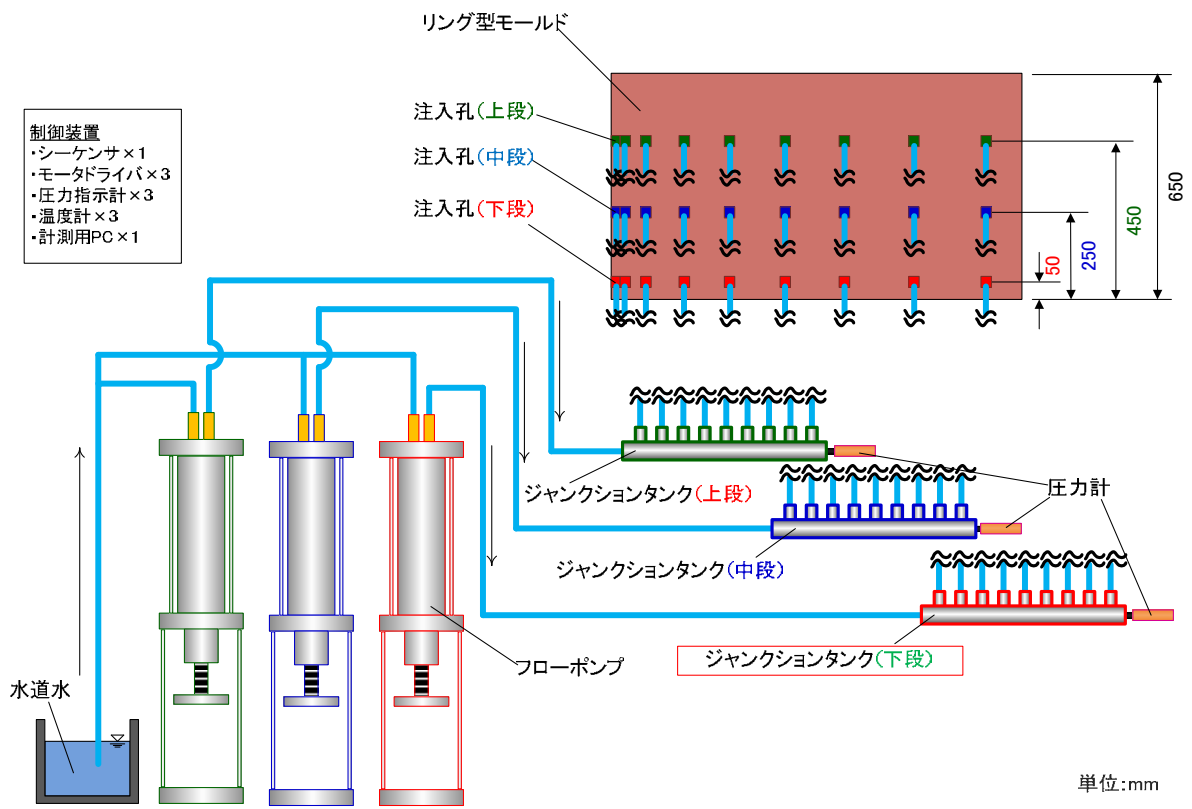 リング型モールド
制御装置
・シーケンサ×1
・モータドライバ×3
・圧力指示計×3
・温度計×3
・計測用PC×1
注入孔(上段)
注入孔(中段)
注入孔(下段)
50
250
450
650
ジャンクションタンク(上段)
圧力計
ジャンクションタンク(中段)
ジャンクションタンク(下段)
フローポンプ
水道水
単位:mm